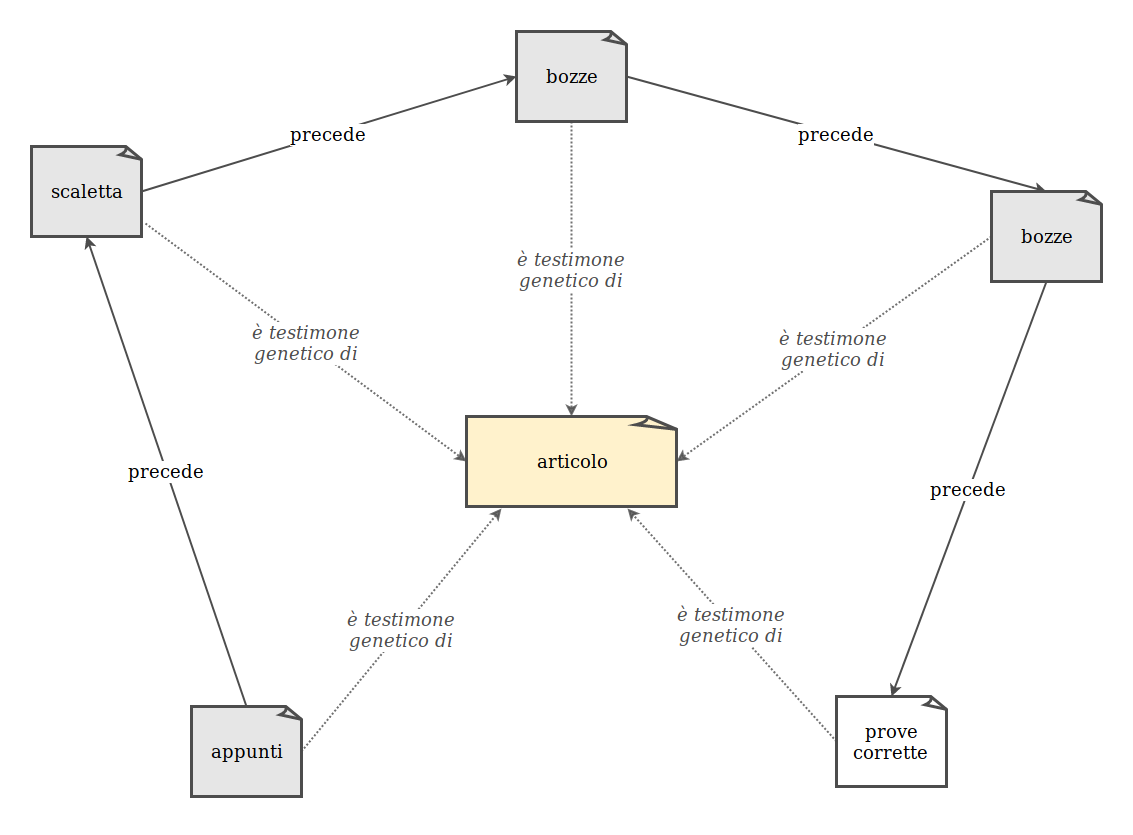 bozze
precede
precede
scaletta
bozze
è testimone
genetico di
è testimone
genetico di
è testimone
genetico di
articolo
precede
precede
è testimone
genetico di
è testimone
genetico di
appunti
prove
corrette